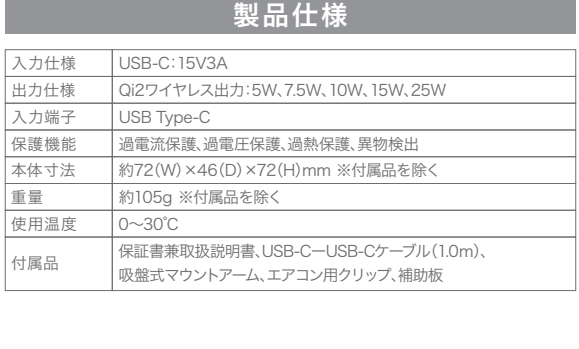 製品仕様
入力仕様 USB-C：15V3A
出力仕様 Qi2ワイヤレス出力：5W、7.5W、10W、15W、25W
入力端子 USB Type-C
保護機能 過電流保護、過電圧保護、過熱保護、異物検出
本体寸法 約72（W）×46（D）×72（H）mm ※付属品を除く
重量 約105g ※付属品を除く
使用温度 0〜30℃
付属品 保証書兼取扱説明書、USB-CーUSB-Cケーブル（1.0m）、
吸盤式マウントアーム、エアコン用クリップ、補助板